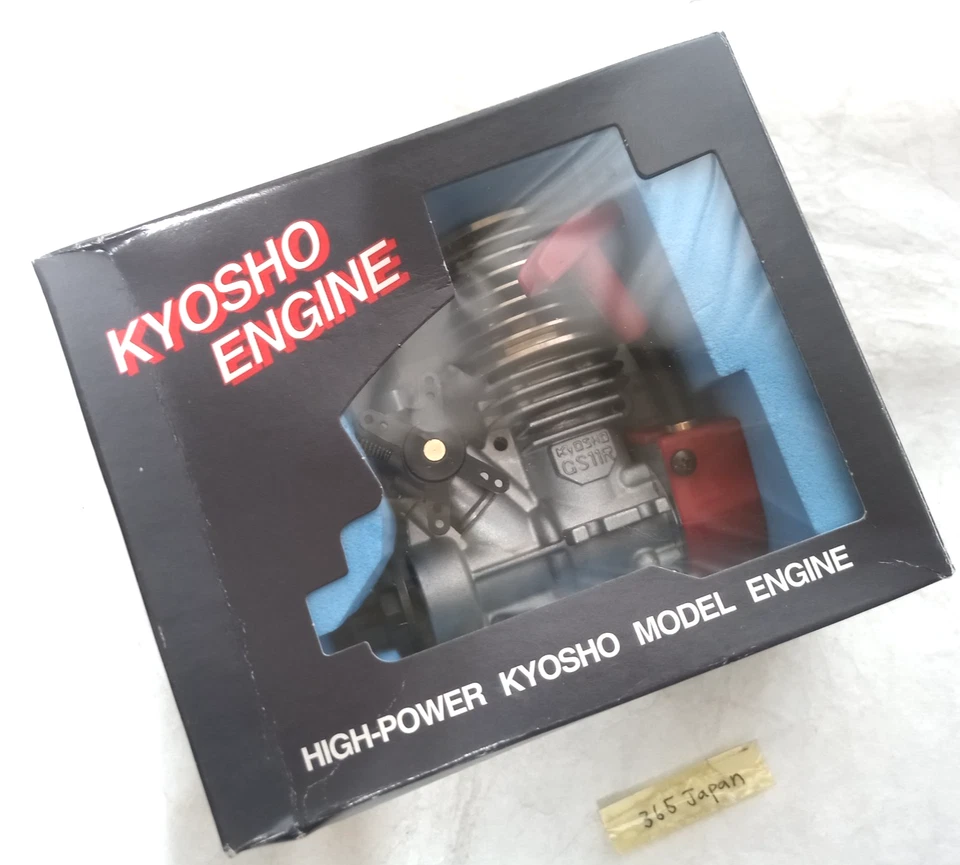 KYOSHO
ENGINE
KYOSHO
GS11R
HIGH-POWER KYOSHO MODEL ENGINE
365 Japan